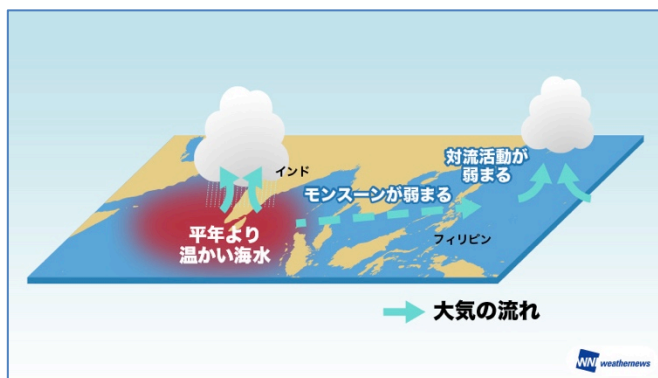 インド
対流活動が
弱まる
モンスーンが弱まる
平年より
温かい海水
フィリピン
大気の流れ
WNI weathernews